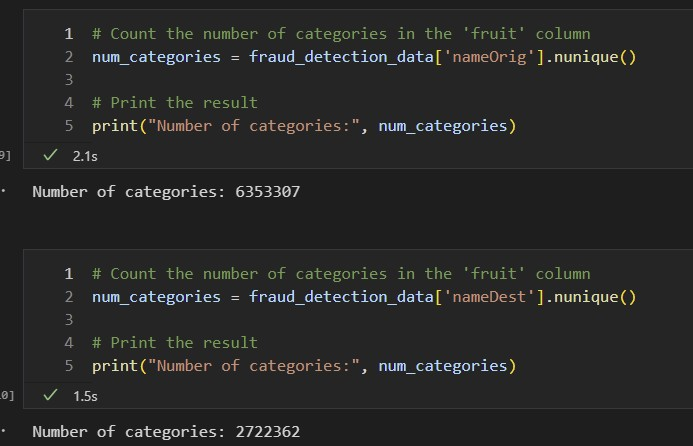 1 # Count the number of categories in the 'fruit' column
2 num_categories = fraud_detection_data['nameOrig'].nunique()
3
4 # Print the result
5 print("Number of categories:", num_categories)
9] ✓ 2.1s
Number of categories: 6353307
1 # Count the number of categories in the 'fruit' column
2 num_categories = fraud_detection_data['nameDest'].nunique()
3
4 # Print the result
5 print("Number of categories:", num_categories)
0] ✓ 1.5s
Number of categories: 2722362